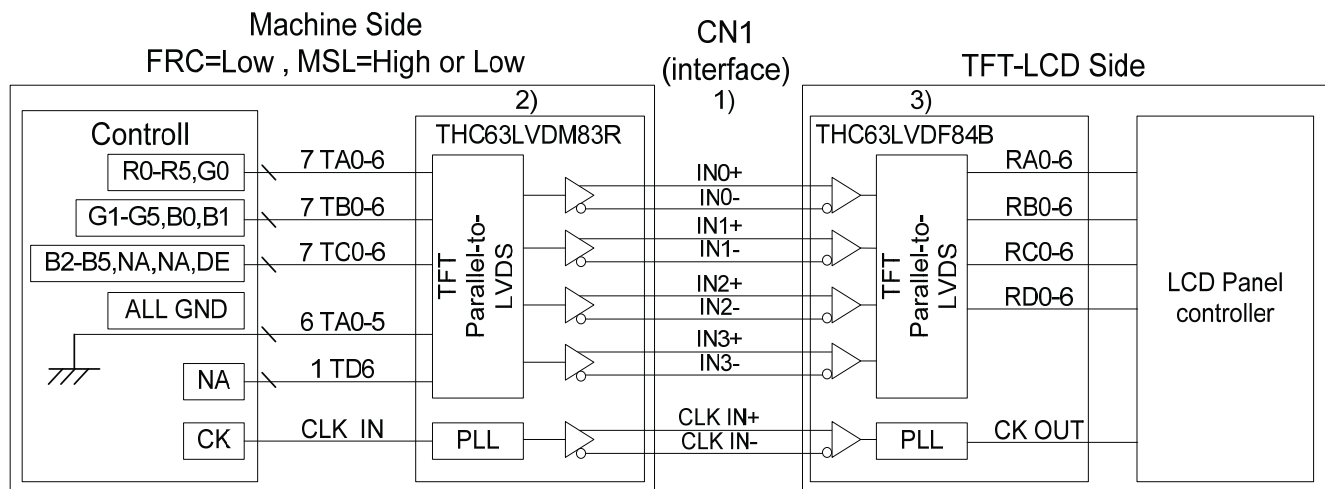 Machine Side
FRC=Low , MSL=High or Low
CN1
(interface)
1)
TFT-LCD Side
2)
3)
Controll
THC63LVDM83R
THC63LVDF84B
R0-R5,G0
7 TA0-6
G1-G5,B0,B1
7 TB0-6
B2-B5,NA,NA,DE
7 TC0-6
ALL GND
6 TA0-5
NA
1 TD6
CK
CLK IN
TFT
Parallel-to-
LVDS
PLL
IN0+
IN0-
IN1+
IN1-
IN2+
IN2-
IN3+
IN3-
CLK IN+
CLK IN-
TFT
Parallel-to-
LVDS
PLL
RA0-6
RB0-6
RC0-6
RD0-6
CK OUT
LCD Panel
controller